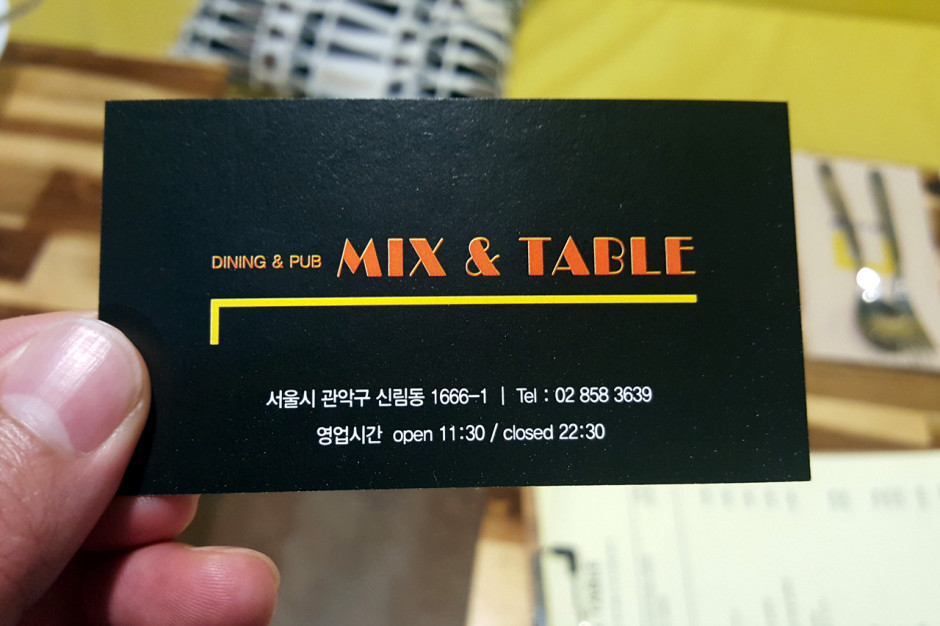 DINING & PUB MIX & TABLE
서울시 관악구 신림동 1666-1 | Tel : 02 858 3639
영업시간 open 11:30 / closed 22:30